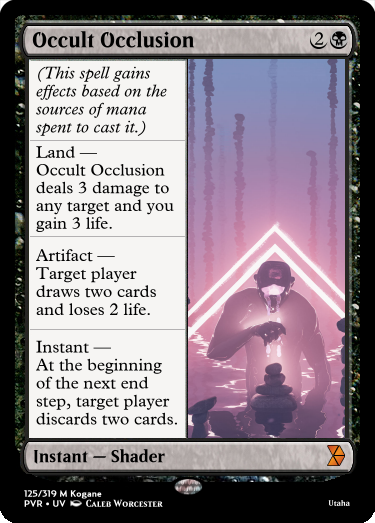 Occult Occlusion 2
(This spell gains
effects based on the
sources of mana
spent to cast it.)
Land —
Occult Occlusion
deals 3 damage to
any target and you
gain 3 life.
Artifact —
Target player
draws two cards
and loses 2 life.
Instant —
At the beginning
of the next end
step, target player
discards two cards.
Instant — Shader
125/319 M Kogane
PVR • UV Caleb Worcester
Utaha